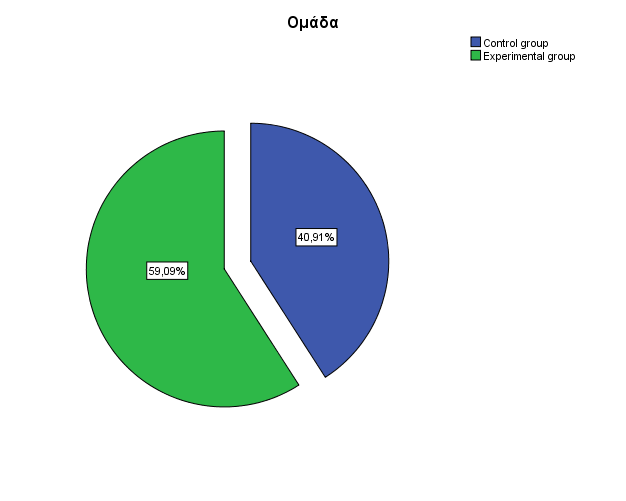 Ομάδα
Control group
Experimental group
40,91%
59,09%